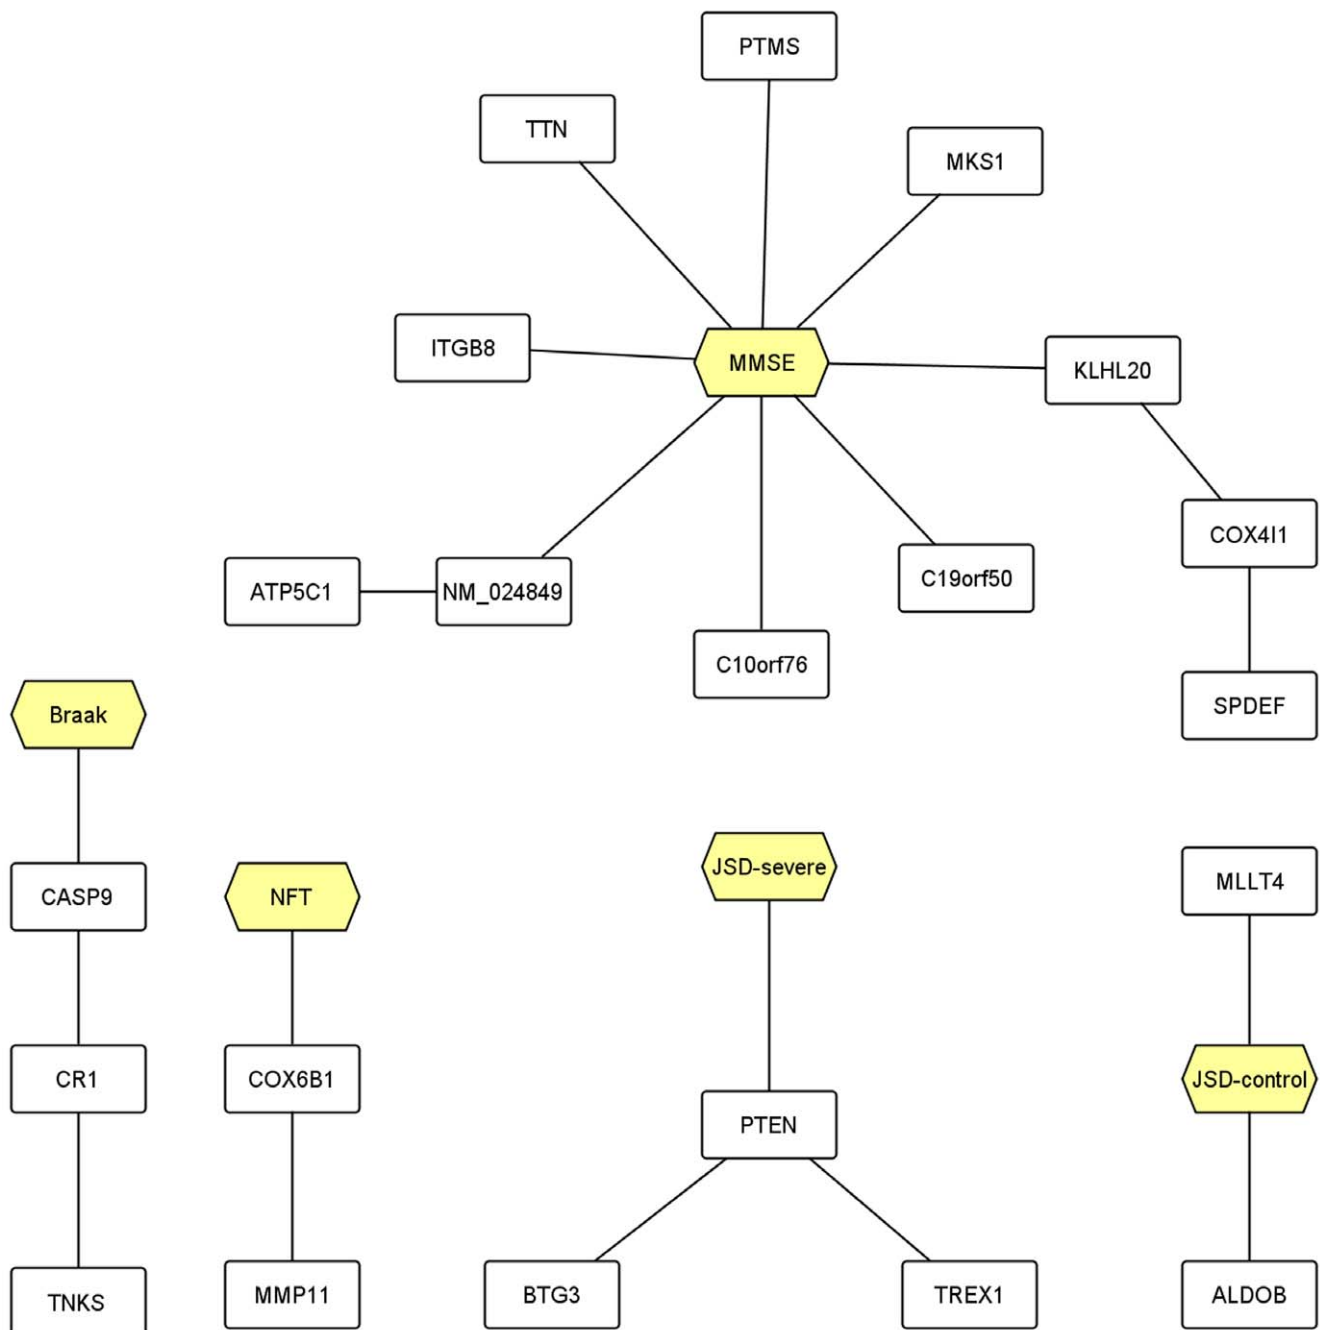 PTMS
TTN
MKS1
ITGB8
MMSE
KLHL20
COX4I1
ATP5C1
NM_024849
C19orf50
C10orf76
SPDEF
Braak
CASP9
NFT
JSD-severe
MLLT4
CR1
COX6B1
PTEN
JSD-control
TNKS
MMP11
BTG3
TREX1
ALDOB